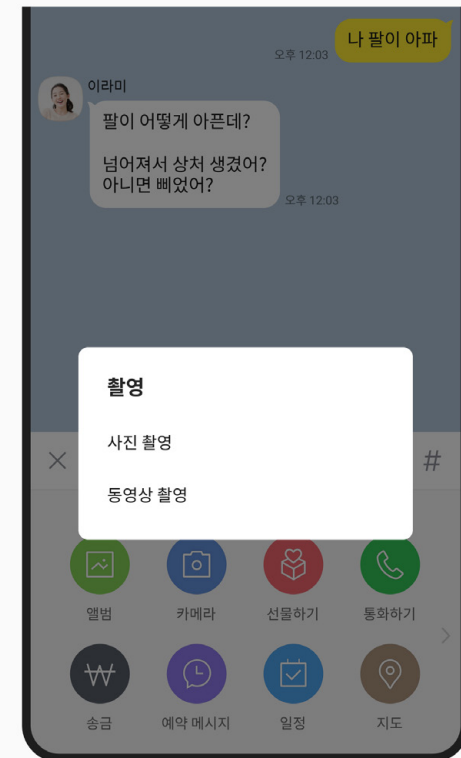 나 팔이 아파
오후 12:03
이라미
팔이 어떻게 아픈데?
넘어져서 상처 생겼어?
아니면 삐었어?
오후 12:03
촬영
사진 촬영
동영상 촬영
#
앨범 카메라 선물하기 통화하기
송금 예약 메시지 일정 지도